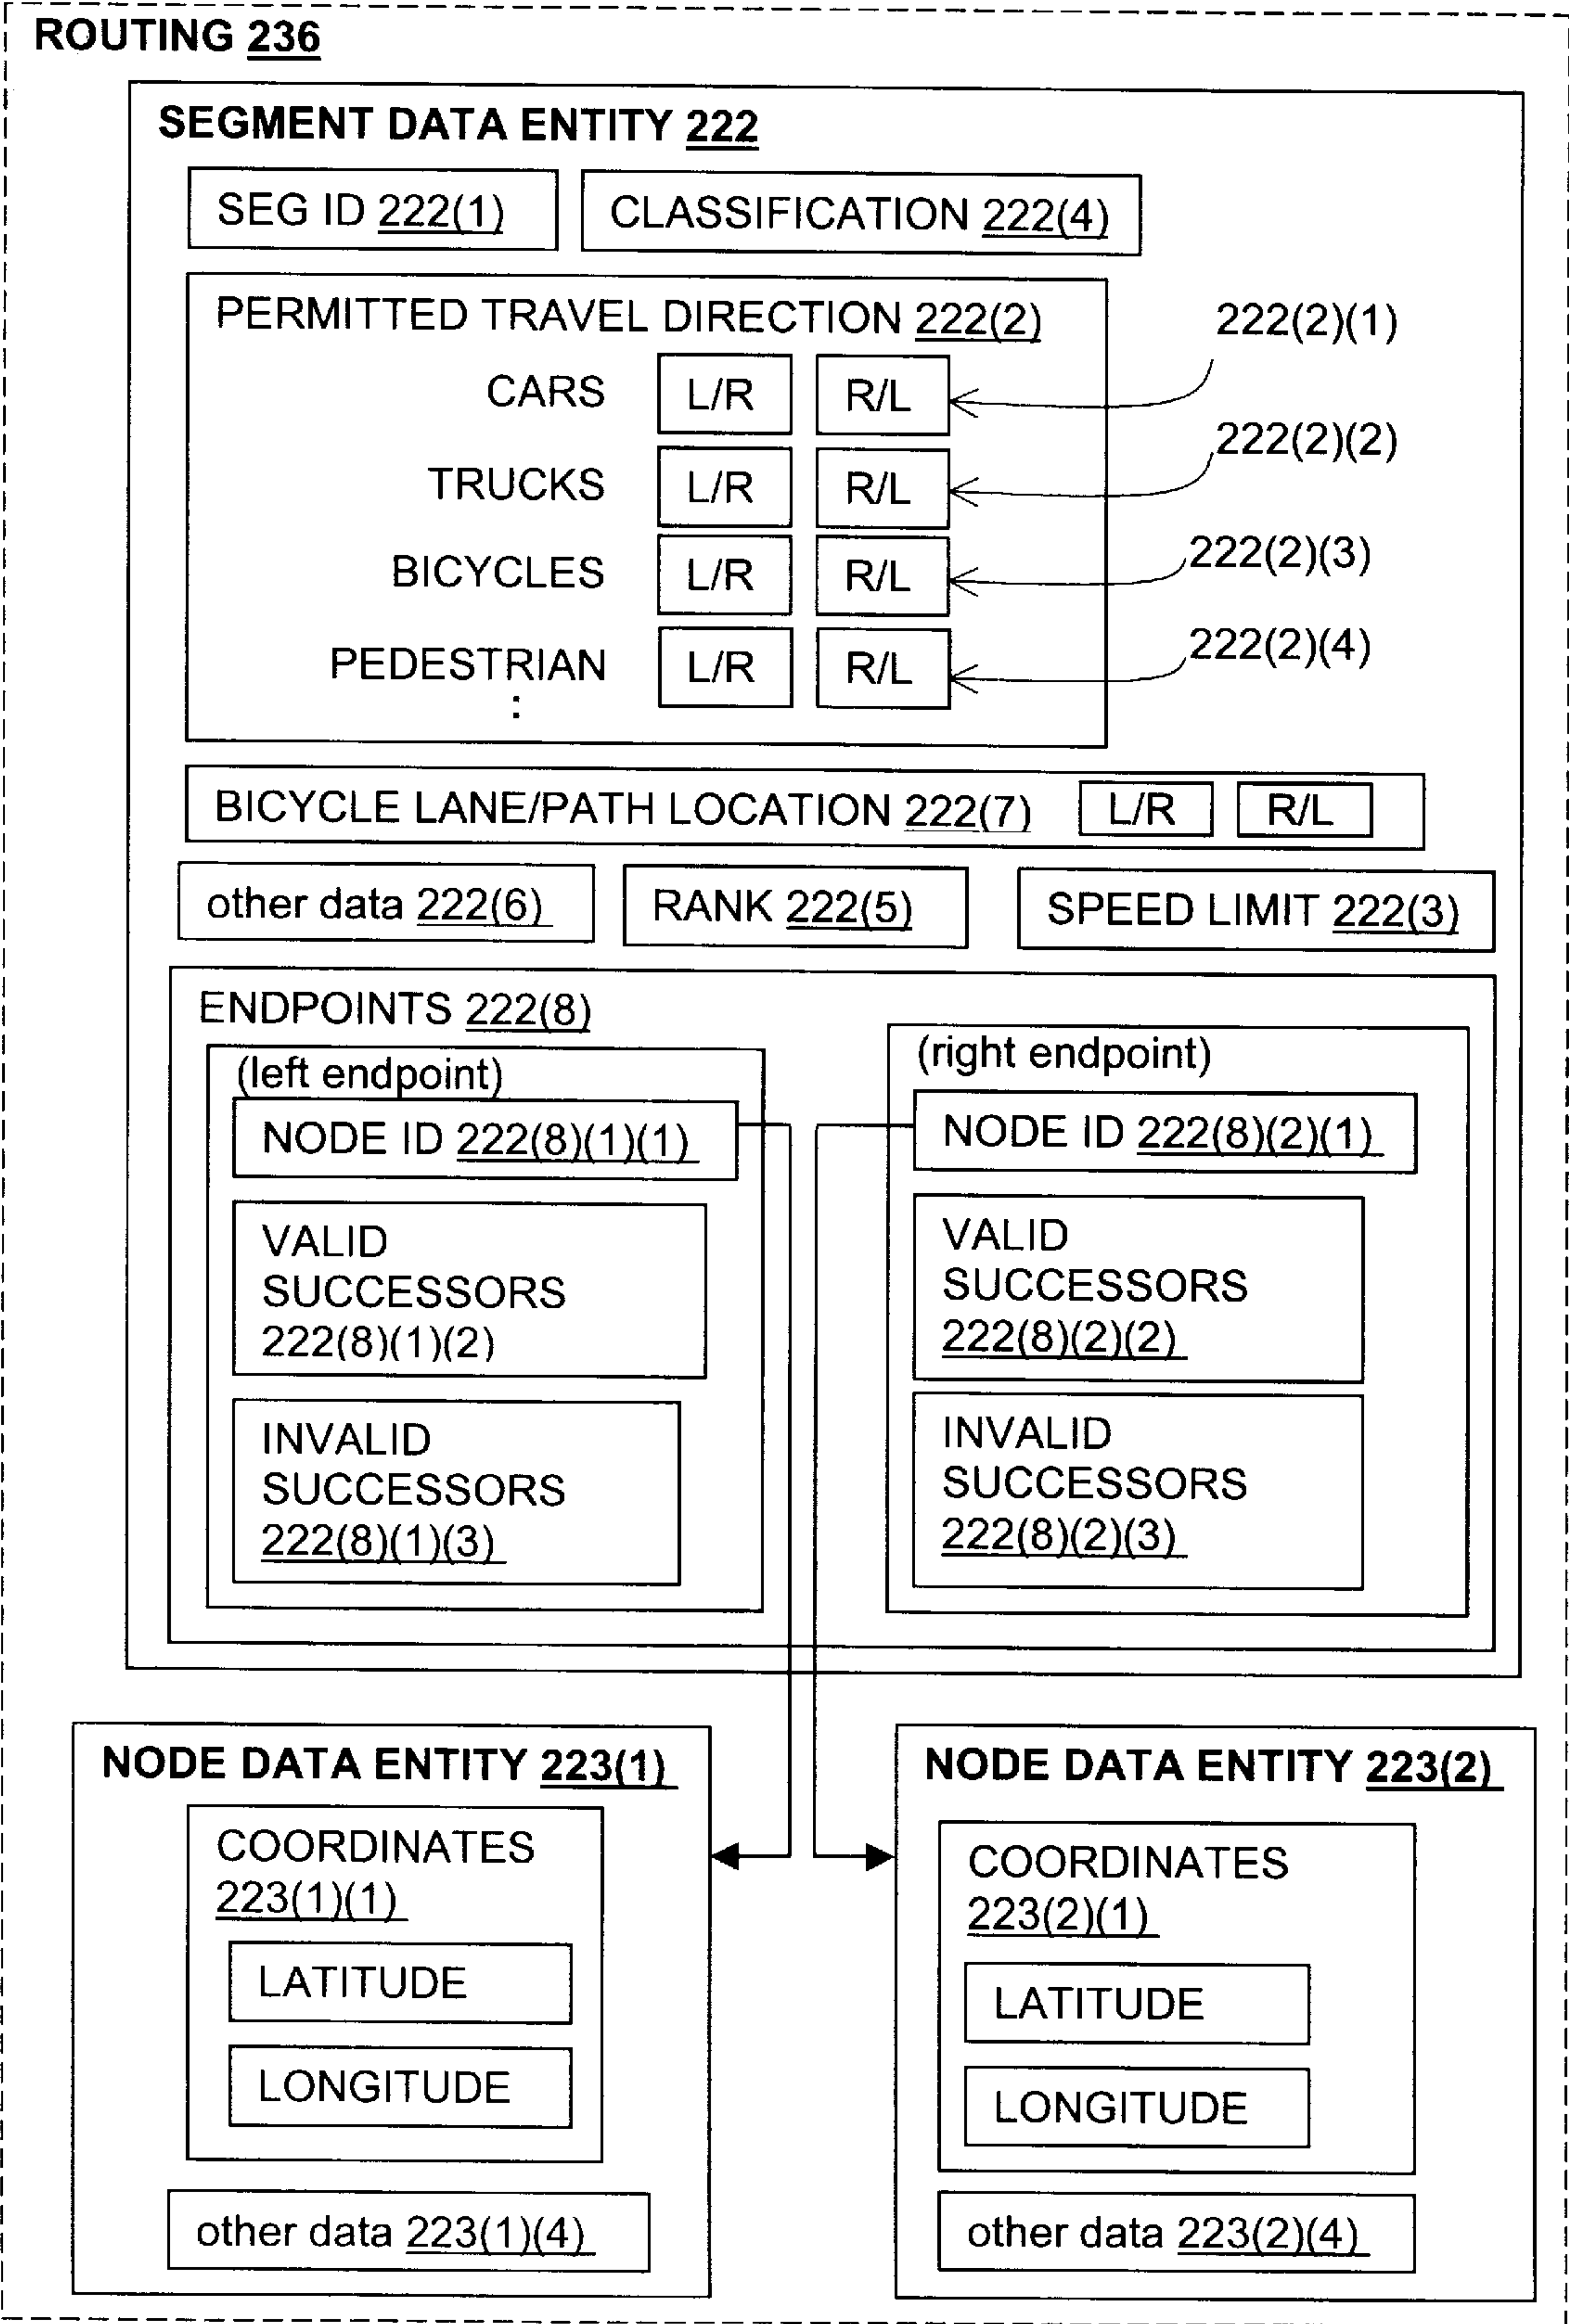 ROUTING 236
SEGMENT DATA ENTITY 222
SEG ID 222(1)
CLASSIFICATION 222(4)
PERMITTED TRAVEL DIRECTION 222(2)
222(2)(1)
CARS L/R R/L
222(2)(2)
TRUCKS L/R R/L
222(2)(3)
BICYCLES L/R R/L
222(2)(4)
PEDESTRIAN L/R R/L
:
BICYCLE LANE/PATH LOCATION 222(7) L/R R/L
other data 222(6)
RANK 222(5)
SPEED LIMIT 222(3)
ENDPOINTS 222(8)
(left endpoint)
NODE ID 222(8)(1)(1)
VALID
SUCCESSORS
222(8)(1)(2)
INVALID
SUCCESSORS
222(8)(1)(3)
(right endpoint)
NODE ID 222(8)(2)(1)
VALID
SUCCESSORS
222(8)(2)(2)
INVALID
SUCCESSORS
222(8)(2)(3)
NODE DATA ENTITY 223(1)
COORDINATES
223(1)(1)
LATITUDE
LONGITUDE
other data 223(1)(4)
NODE DATA ENTITY 223(2)
COORDINATES
223(2)(1)
LATITUDE
LONGITUDE
other data 223(2)(4)